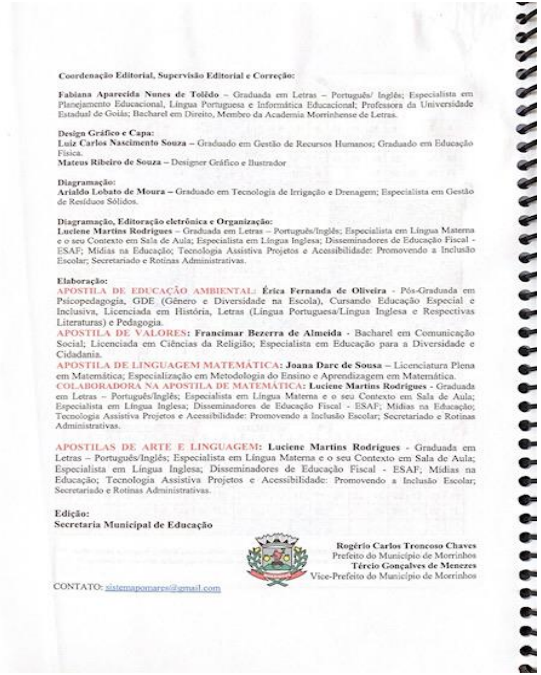 Coordenação Editorial, Supervisão Editorial e Correção:
Fabiana Aparecida Nunes de Tolêdo – Graduada em Letras – Português/ Inglês; Especialista em
Planejamento Educacional, Língua Portuguesa e Informática Educacional; Professora da Universidade
Estadual de Goiás; Bacharel em Direito, Membro da Academia Morrinhense de Letras.
Design Gráfico e Capa:
Luiz Carlos Nascimento Souza – Graduado em Gestão de Recursos Humanos; Graduado em Educação
Física.
Mateus Ribeiro de Souza – Designer Gráfico e Ilustrador
Diagramação:
Arialdo Lobato de Moura – Graduado em Tecnologia de Irrigação e Drenagem; Especialista em Gestão
de Resíduos Sólidos.
Diagramação, Editoração eletrônica e Organização:
Luciene Martins Rodrigues – Graduada em Letras – Português/Inglês; Especialista em Língua Materna
e o seu Contexto em Sala de Aula; Especialista em Língua Inglesa; Disseminadores de Educação Fiscal -
ESAF; Mídias na Educação; Tecnologia Assistiva Projetos e Acessibilidade: Promovendo a Inclusão
Escolar; Secretariado e Rotinas Administrativas.
Elaboração:
APOSTILA DE EDUCAÇÃO AMBIENTAL: Érica Fernanda de Oliveira - Pós-Graduada em
Psicopedagogia, GDE (Gênero e Diversidade na Escola), Cursando Educação Especial e
Inclusiva, Licenciada em História, Letras (Língua Portuguesa/Língua Inglesa e Respectivas
Literaturas) e Pedagogia.
APOSTILA DE VALORES: Francimar Bezerra de Almeida - Bacharel em Comunicação
Social; Licenciada em Ciências da Religião; Especialista em Educação para a Diversidade e
Cidadania.
APOSTILA DE LINGUAGEM MATEMÁTICA: Joana Darc de Sousa – Licenciatura Plena
em Matemática; Especialização em Metodologia do Ensino e Aprendizagem em Matemática.
COLABORADORA NA APOSTILA DE MATEMÁTICA: Luciene Martins Rodrigues - Graduada
em Letras – Português/Inglês; Especialista em Língua Materna e o seu Contexto em Sala de Aula;
Especialista em Língua Inglesa; Disseminadores de Educação Fiscal - ESAF; Mídias na Educação;
Tecnologia Assistiva Projetos e Acessibilidade: Promovendo a Inclusão Escolar; Secretariado e Rotinas
Administrativas.
APOSTILAS DE ARTE E LINGUAGEM: Luciene Martins Rodrigues - Graduada em
Letras – Português/Inglês; Especialista em Língua Materna e o seu Contexto em Sala de Aula;
Especialista em Língua Inglesa; Disseminadores de Educação Fiscal - ESAF; Mídias na
Educação; Tecnologia Assistiva Projetos e Acessibilidade: Promovendo a Inclusão Escolar;
Secretariado e Rotinas Administrativas.
Edição:
Secretaria Municipal de Educação
Rogério Carlos Troncoso Chaves
Prefeito do Município de Morrinhos
Tércio Gonçalves de Menezes
Vice-Prefeito do Município de Morrinhos
CONTATO: sistemapomares@gmail.com